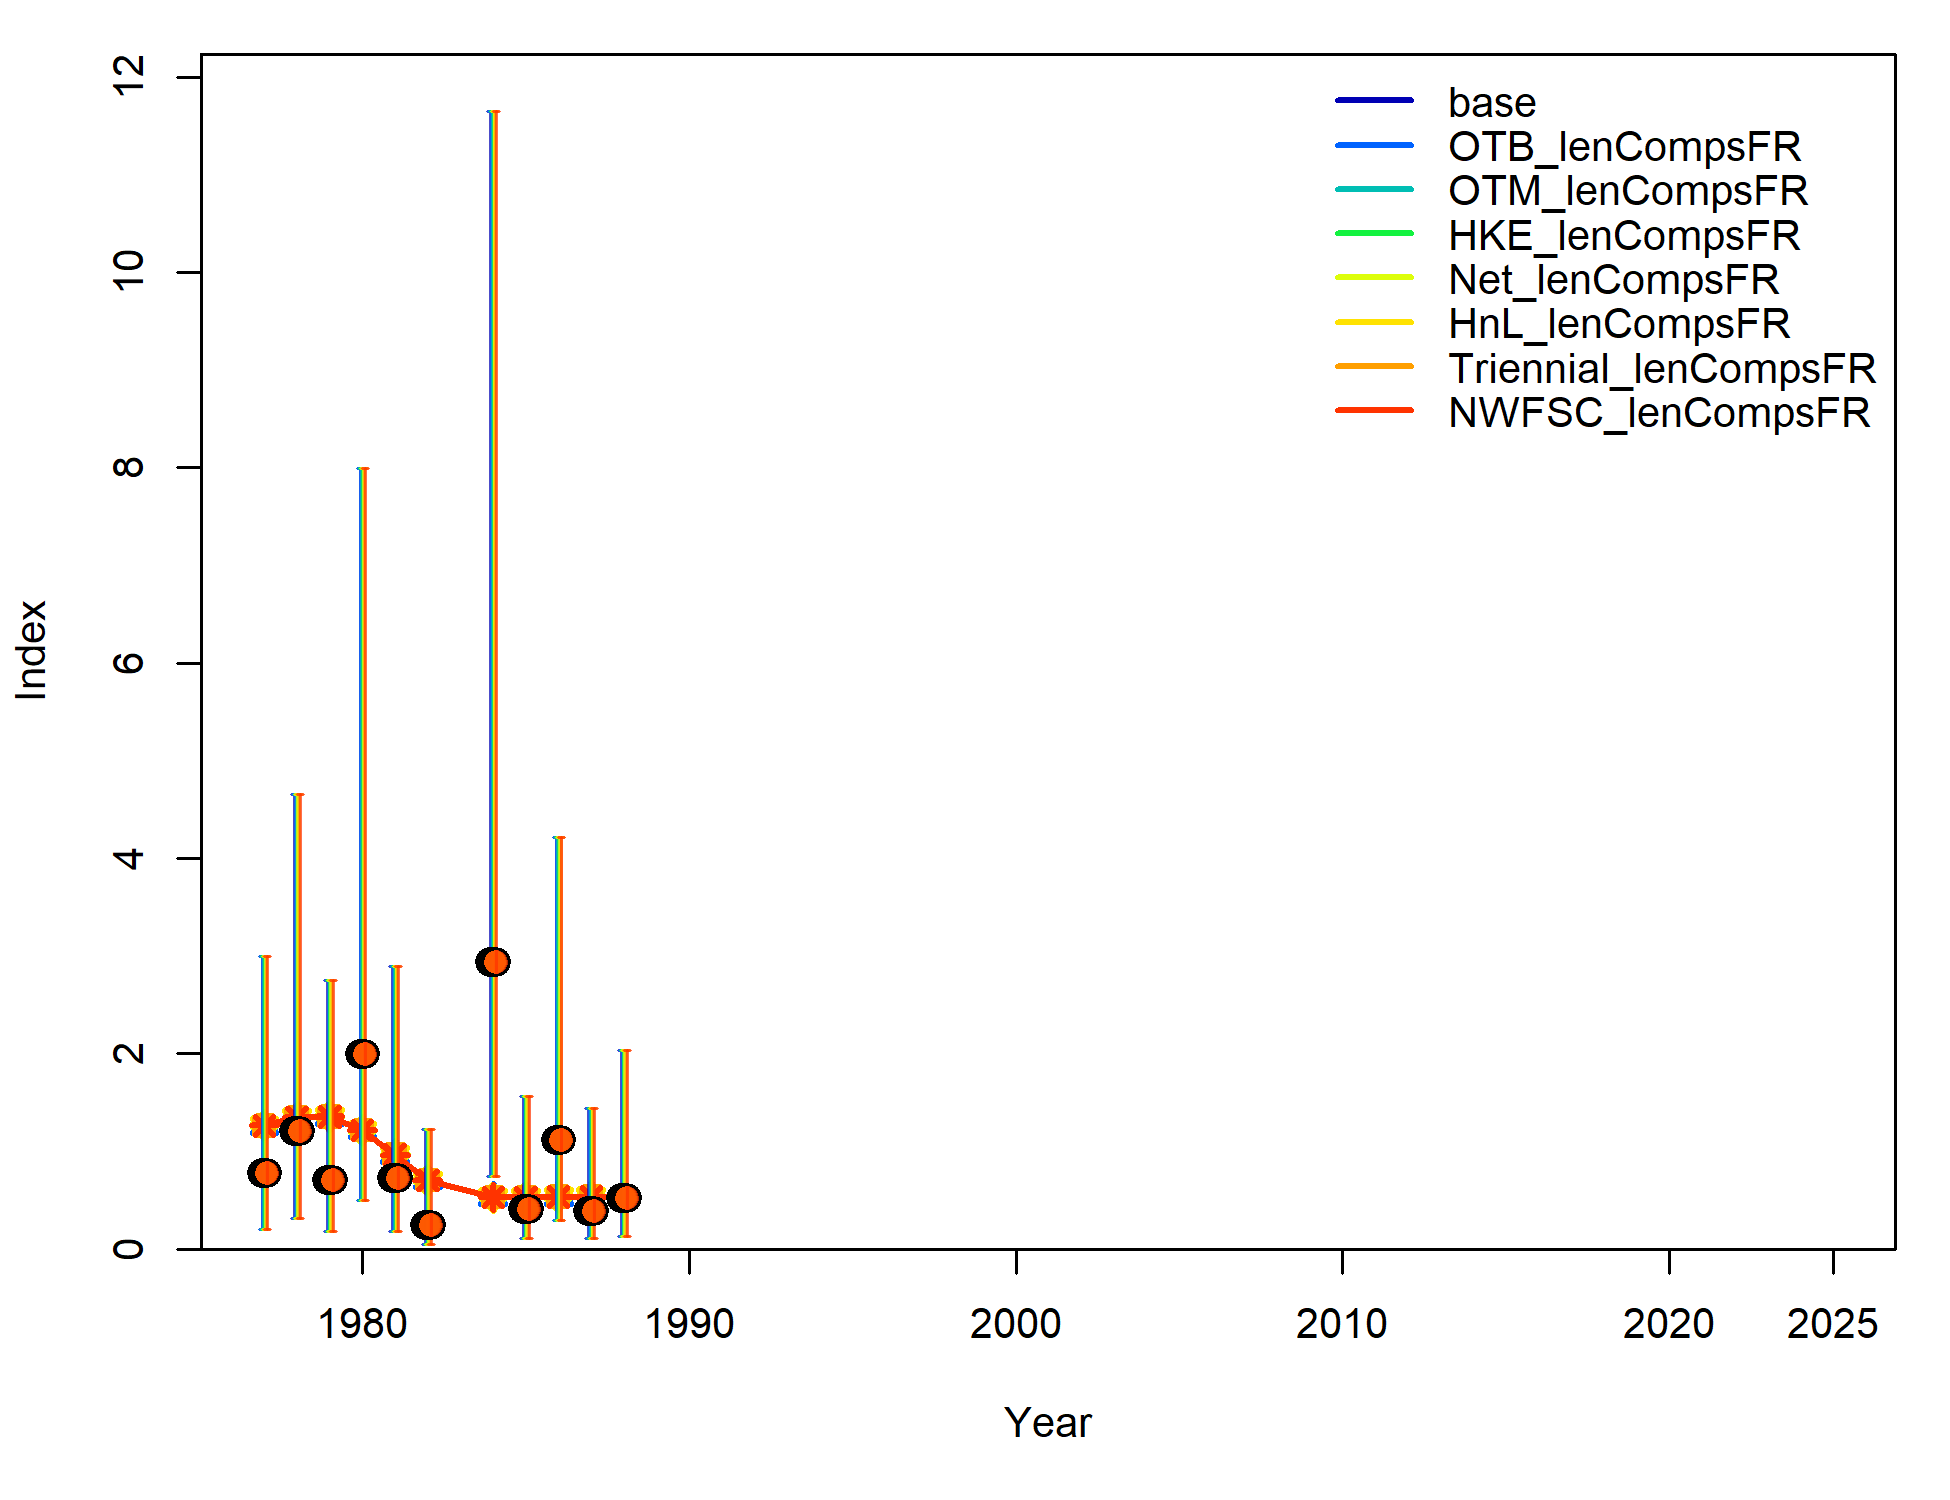 12
10
8
6
4
2
0
Index
base
OTB_lenCompsFR
OTM_lenCompsFR
HKE_lenCompsFR
Net_lenCompsFR
HnL_lenCompsFR
Triennial_lenCompsFR
NWFSC_lenCompsFR
1980 1990 2000 2010 2020 2025
Year